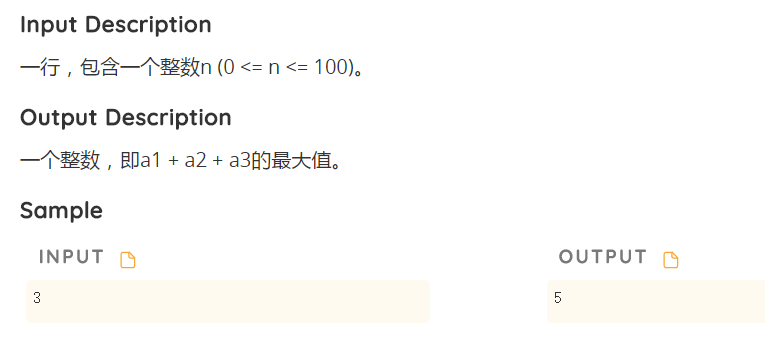 Input Description
一行，包含一个整数n (0 <= n <= 100)。
Output Description
一个整数，即a1 + a2 + a3的最大值。
Sample
INPUT OUTPUT
3 5